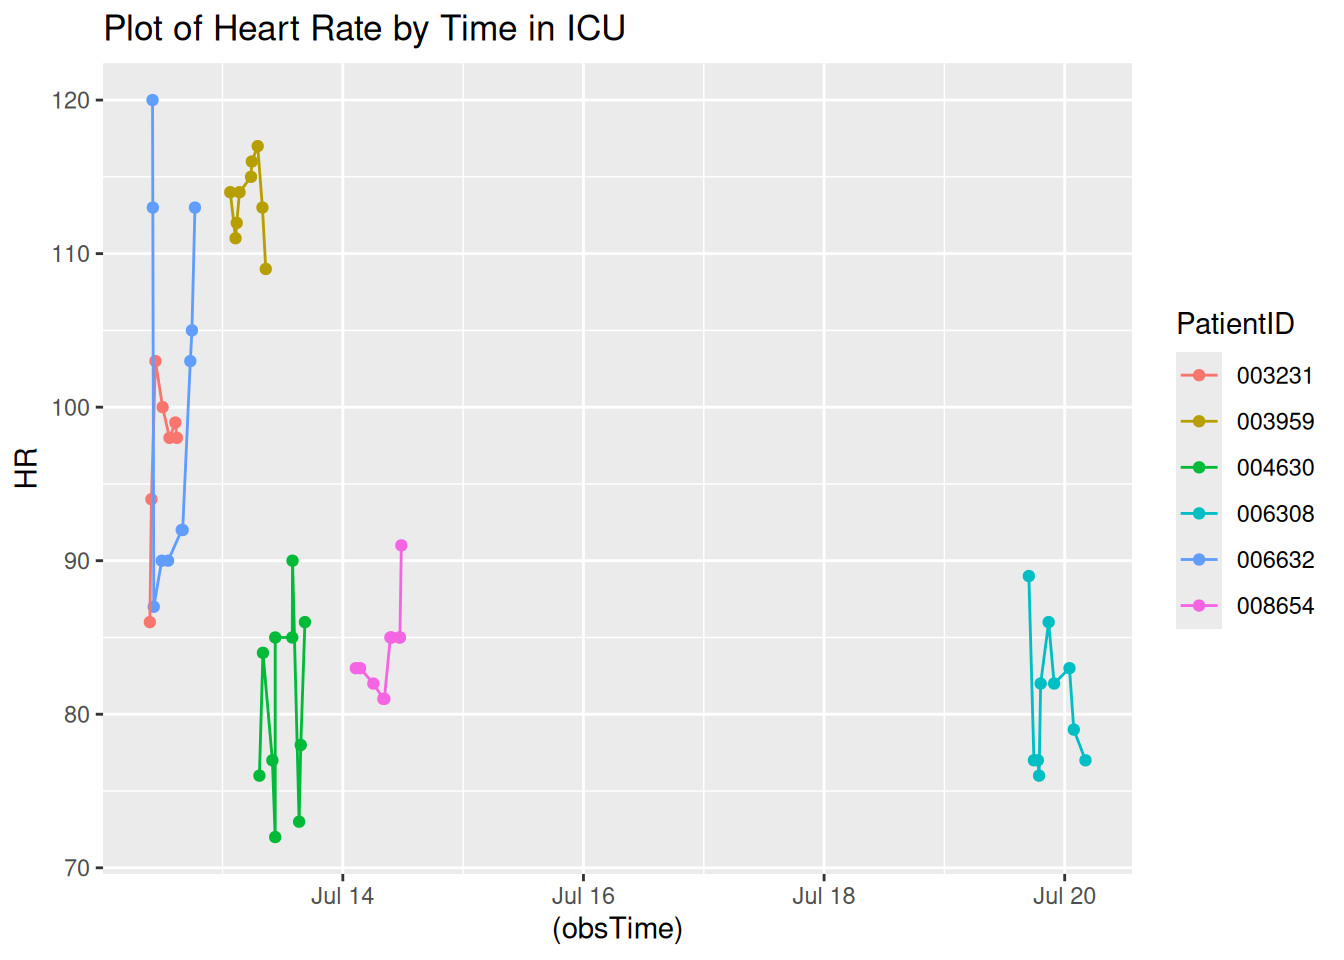 Plot of Heart Rate by Time in ICU
120
110
100
90
80
70
HR
Jul 14 Jul 16 Jul 18 Jul 20
(obsTime)
PatientID
003231
003959
004630
006308
006632
008654